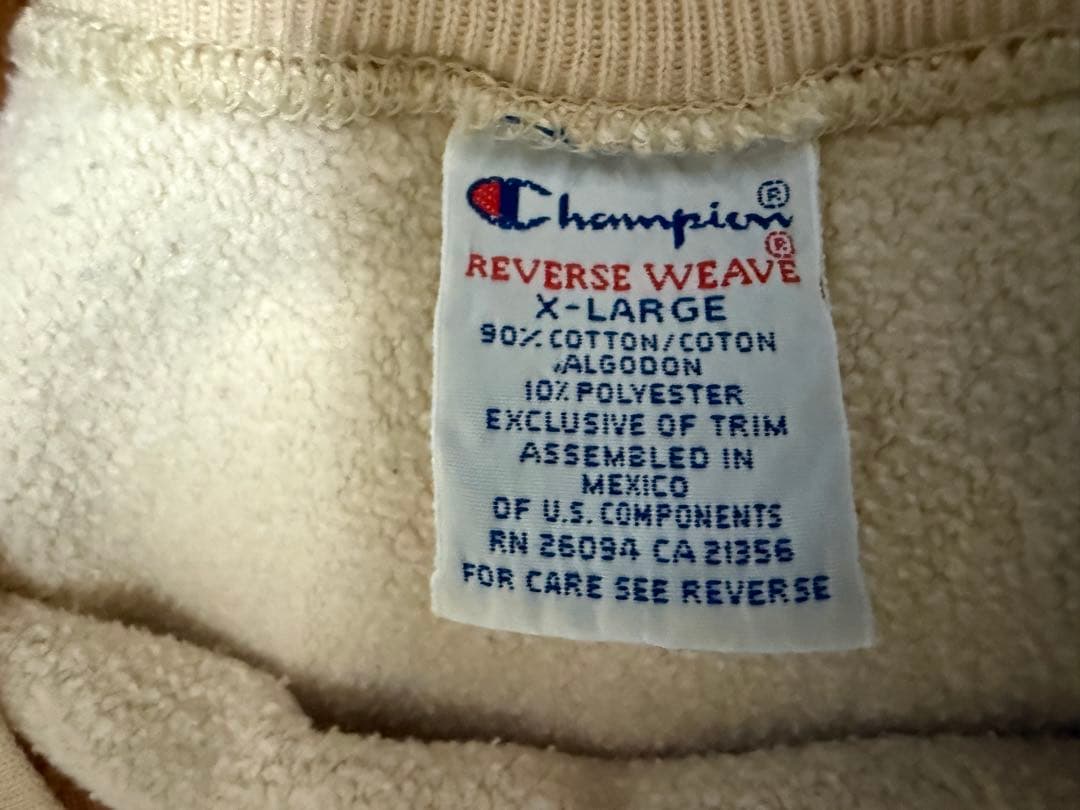 Champion®
REVERSE WEAVE®
X-LARGE
90% COTTON/COTON
ALGODON
10% POLYESTER
EXCLUSIVE OF TRIM
ASSEMBLED IN
MEXICO
OF U.S. COMPONENTS
RN 26094 CA 21356
FOR CARE SEE REVERSE